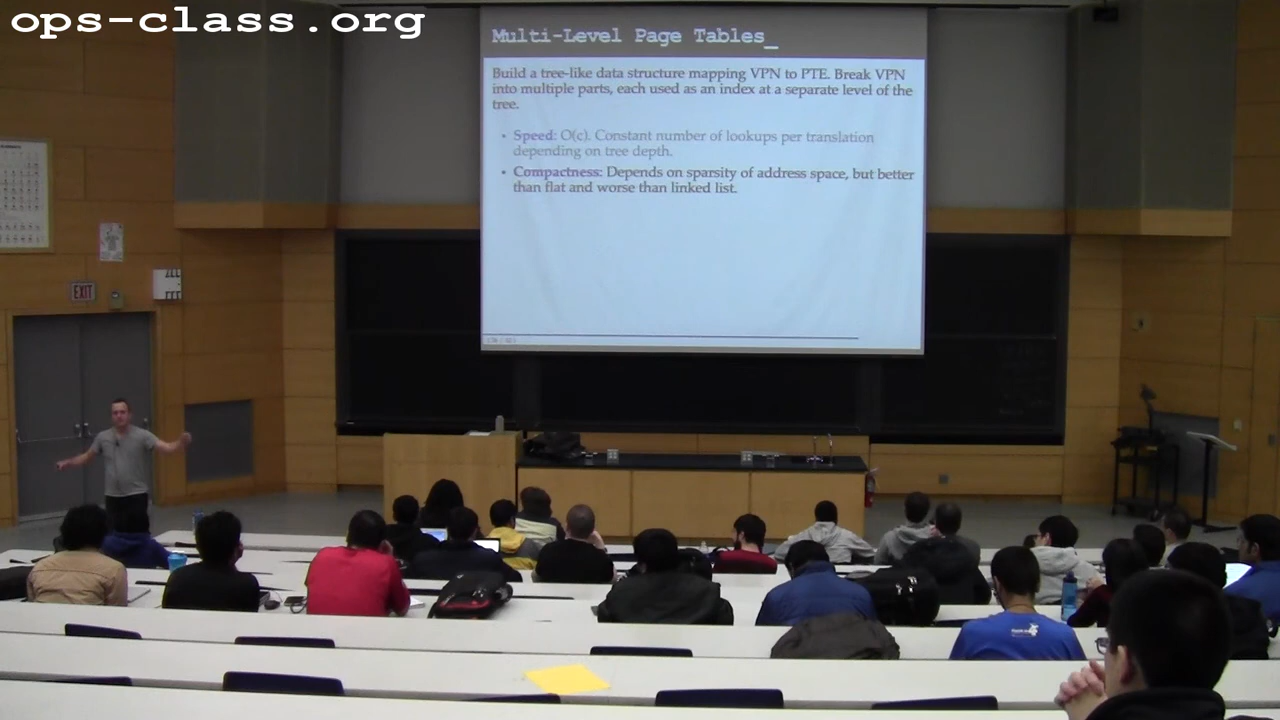 ops-class.org
Multi-Level Page Tables_
Build a tree-like data structure mapping VPN to PTE. Break VPN
into multiple parts, each used as an index at a separate level of the
tree.
• Speed: O(c). Constant number of lookups per translation
depending on tree depth.
• Compactness: Depends on sparsity of address space, but better
than flat and worse than linked list.
EXIT